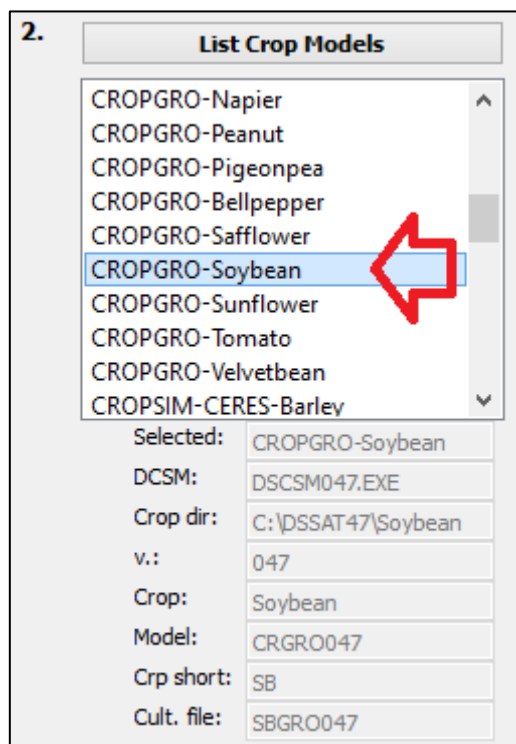 2.
List Crop Models
CROPGRO-Napier
CROPGRO-Peanut
CROPGRO-Pigeonpea
CROPGRO-Bellpepper
CROPGRO-Safflower
CROPGRO-Soybean
CROPGRO-Sunflower
CROPGRO-Tomato
CROPGRO-Velvetbean
CROPSIM-CERES-Barley
Selected: CROPGRO-Soybean
DCSM: DSCSM047.EXE
Crop dir: C:\DSSAT47\Soybean
v.: 047
Crop: Soybean
Model: CRGRO047
Crp short: SB
Cult. file: SBGRO047